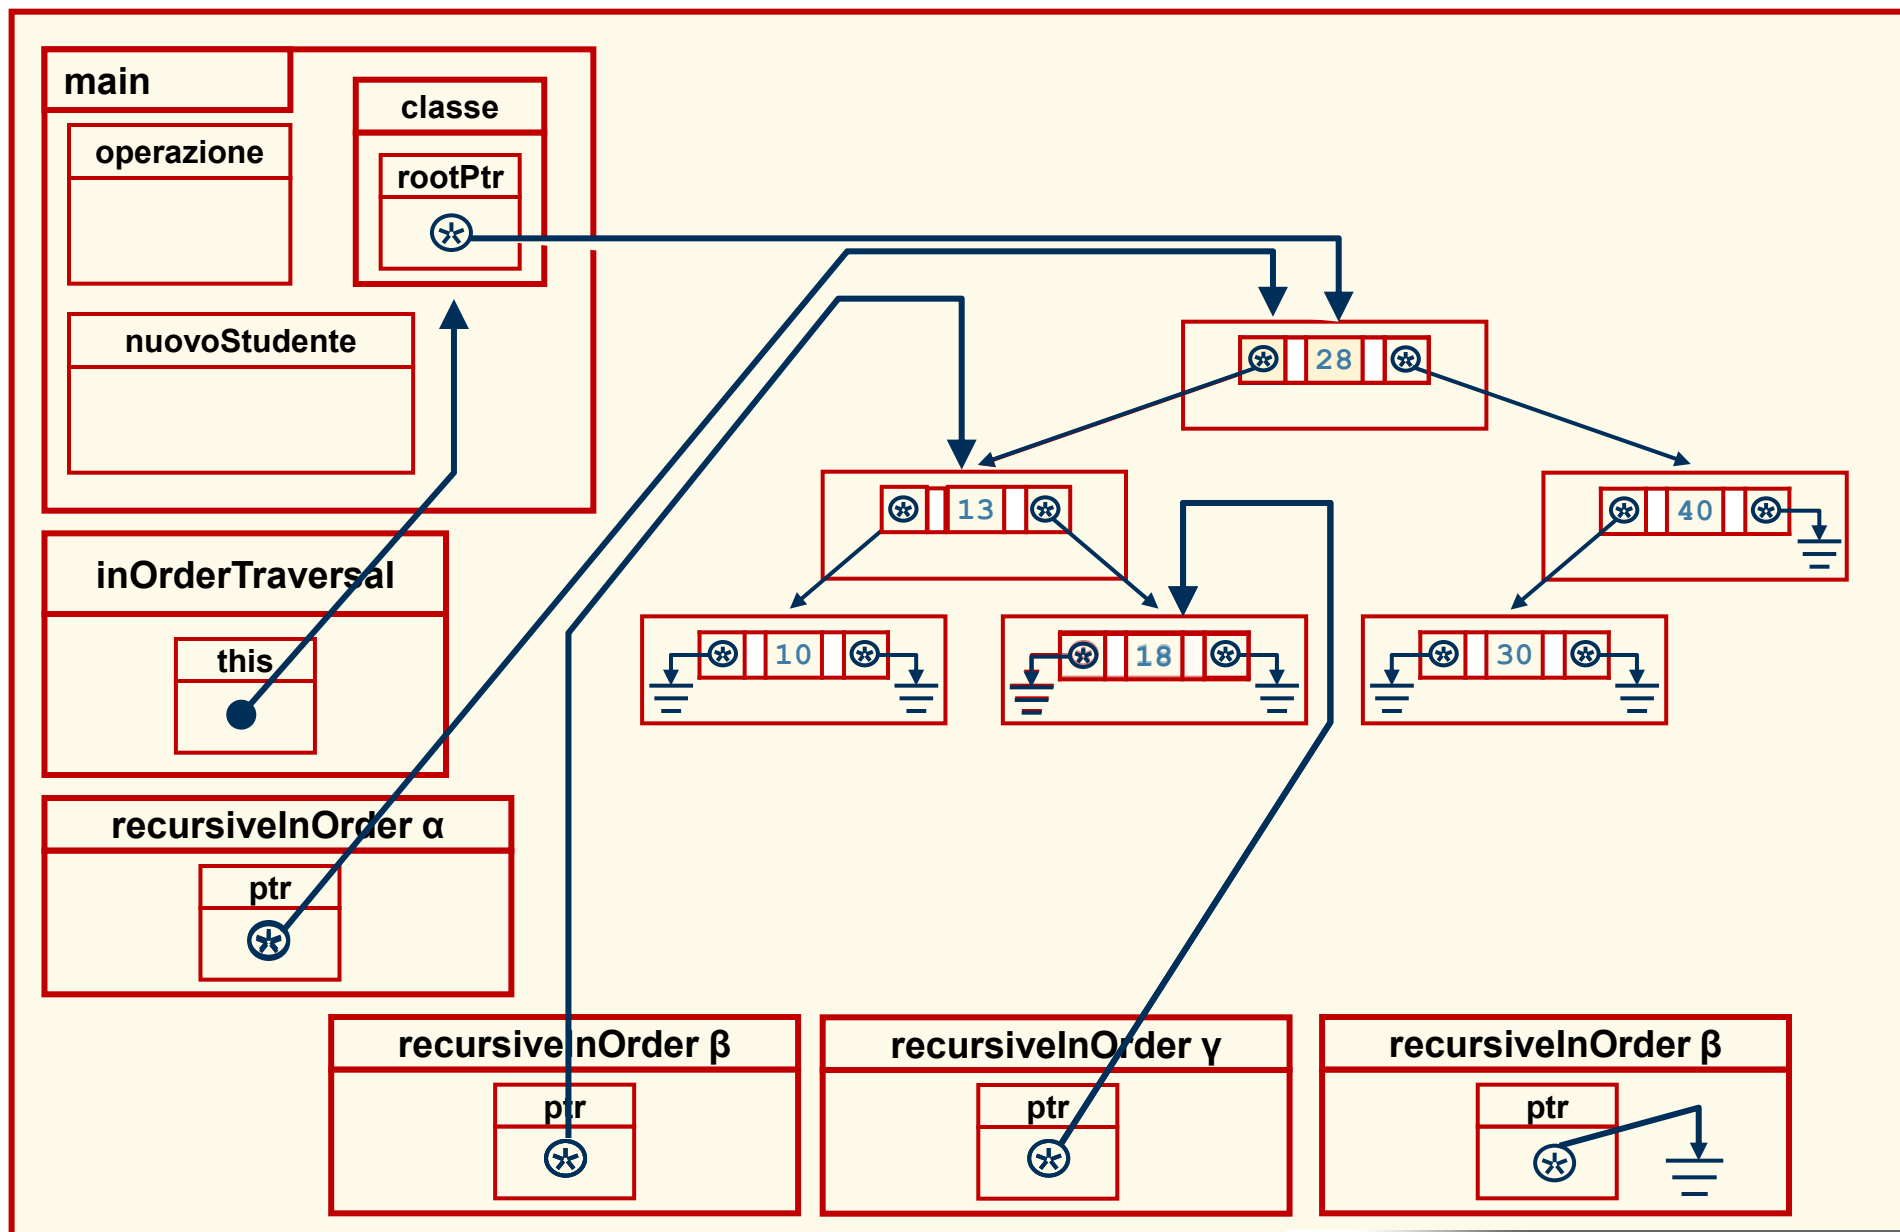 main
classe
operazione
rootPtr
nuovoStudente
28
13
40
inOrderTraversal
this
10
18
30
recursiveInOrder α
ptr
recursiveInOrder β
recursiveInOrder γ
recursiveInOrder β
ptr
ptr
ptr